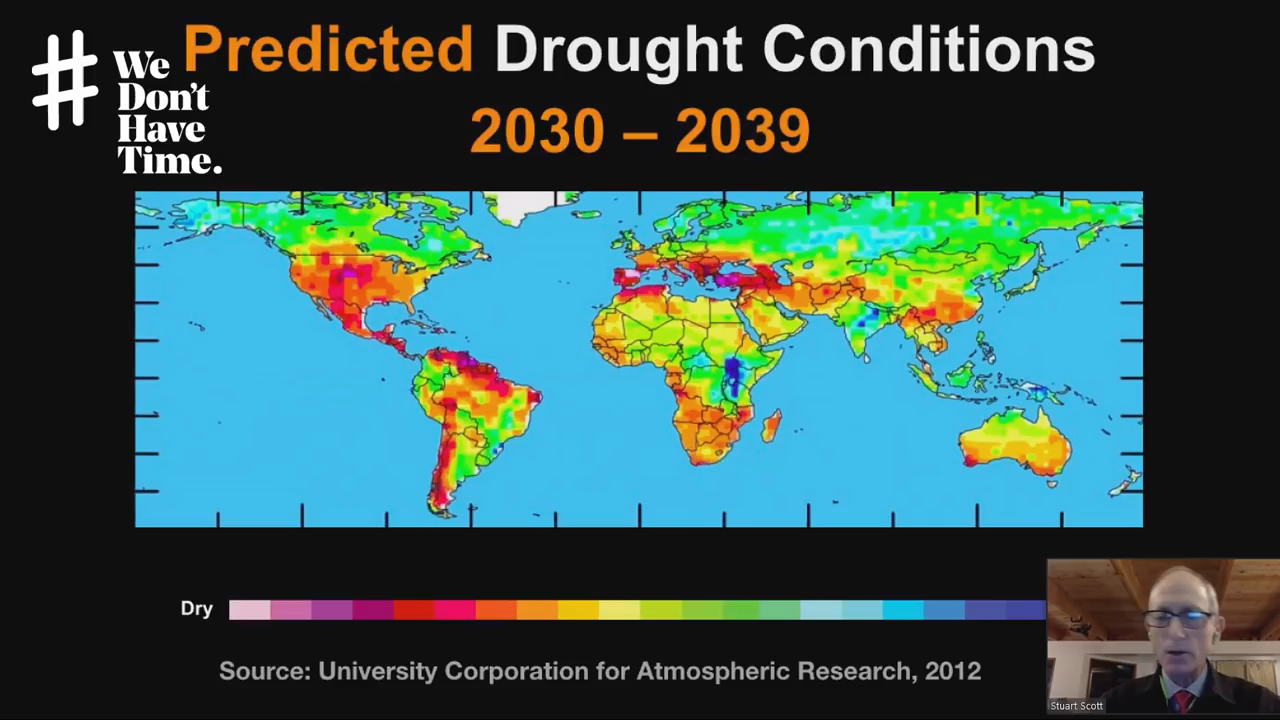 Predicted Drought Conditions
2030 – 2039
#
We
Don't
Have
Time.
Dry
Source: University Corporation for Atmospheric Research, 2012
Stuart Scott